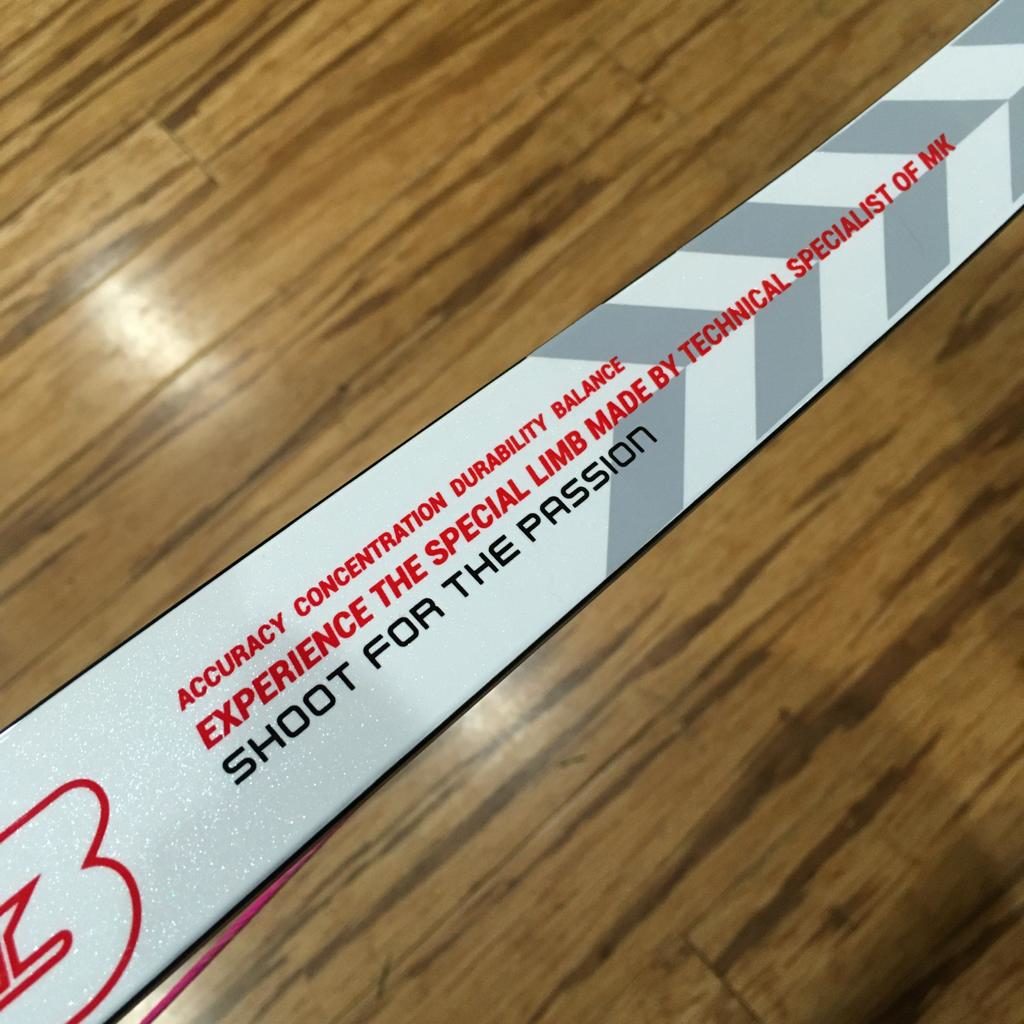 ACCURACY CONCENTRATION DURABILITY BALANCE
EXPERIENCE THE SPECIAL LIMB MADE BY TECHNICAL SPECIALIST OF MK
SHOOT FOR THE PASSION